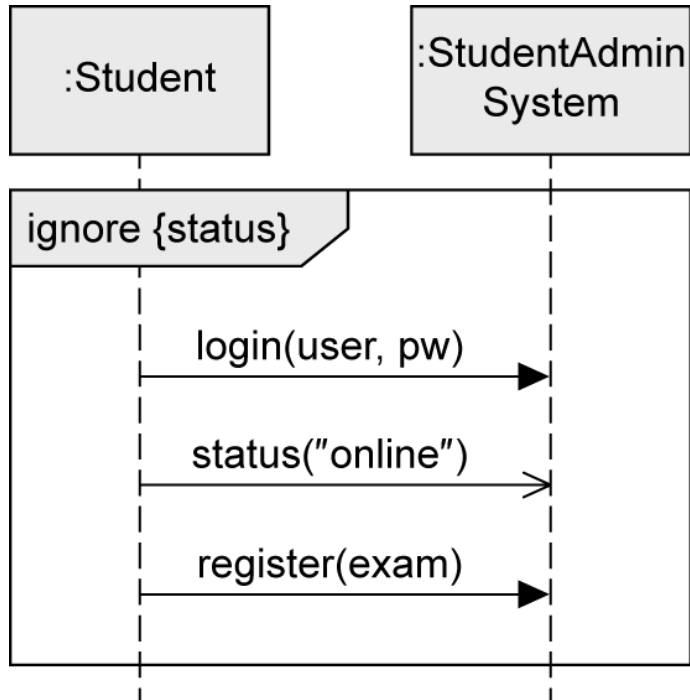 :Student
:StudentAdmin
System
ignore {status}
login(user, pw)
status("online")
register(exam)